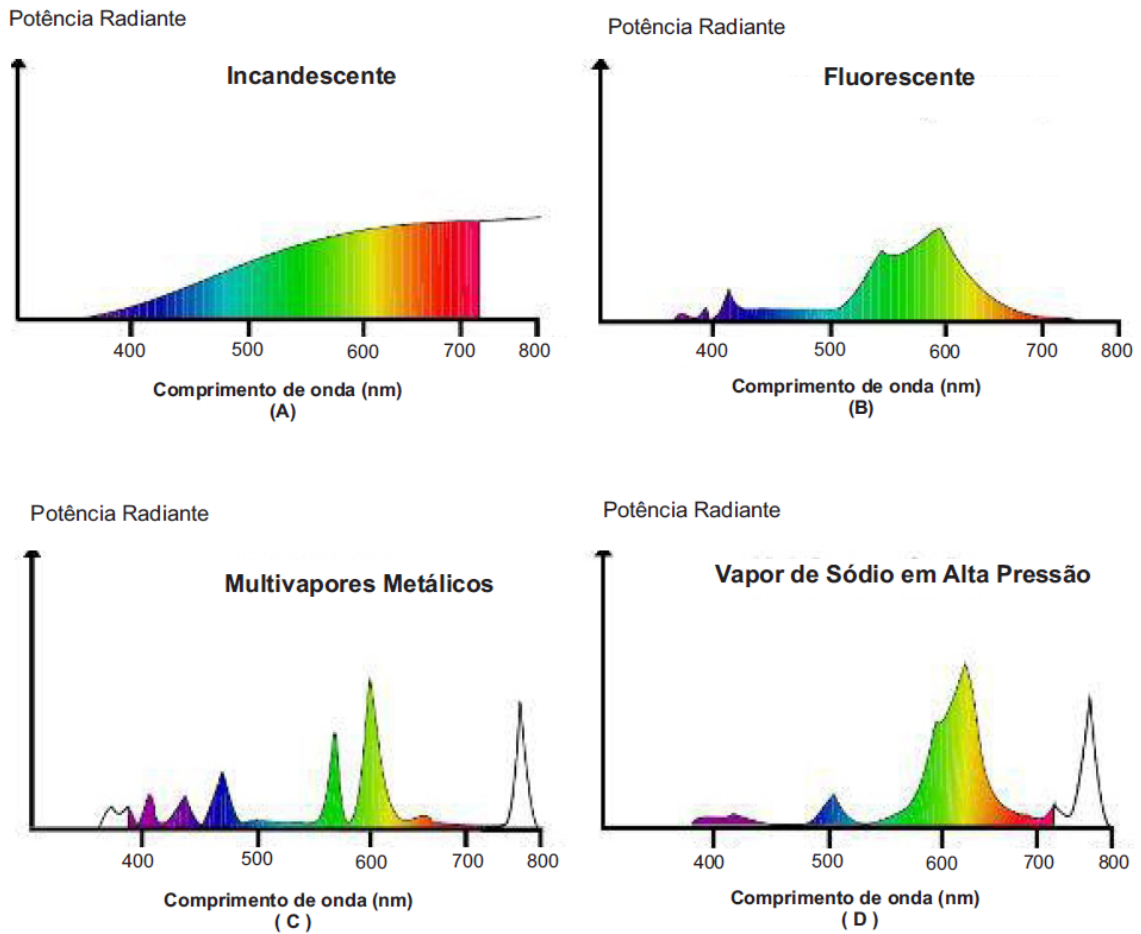 Potência Radiante
Incandescente
400 500 600 700 800
Comprimento de onda (nm)
(A)
Potência Radiante
Fluorescente
400 500 600 700 800
Comprimento de onda (nm)
(B)
Potência Radiante
Multivapores Metálicos
400 500 600 700 800
Comprimento de onda (nm)
( C )
Potência Radiante
Vapor de Sódio em Alta Pressão
400 500 600 700 800
Comprimento de onda (nm)
( D )